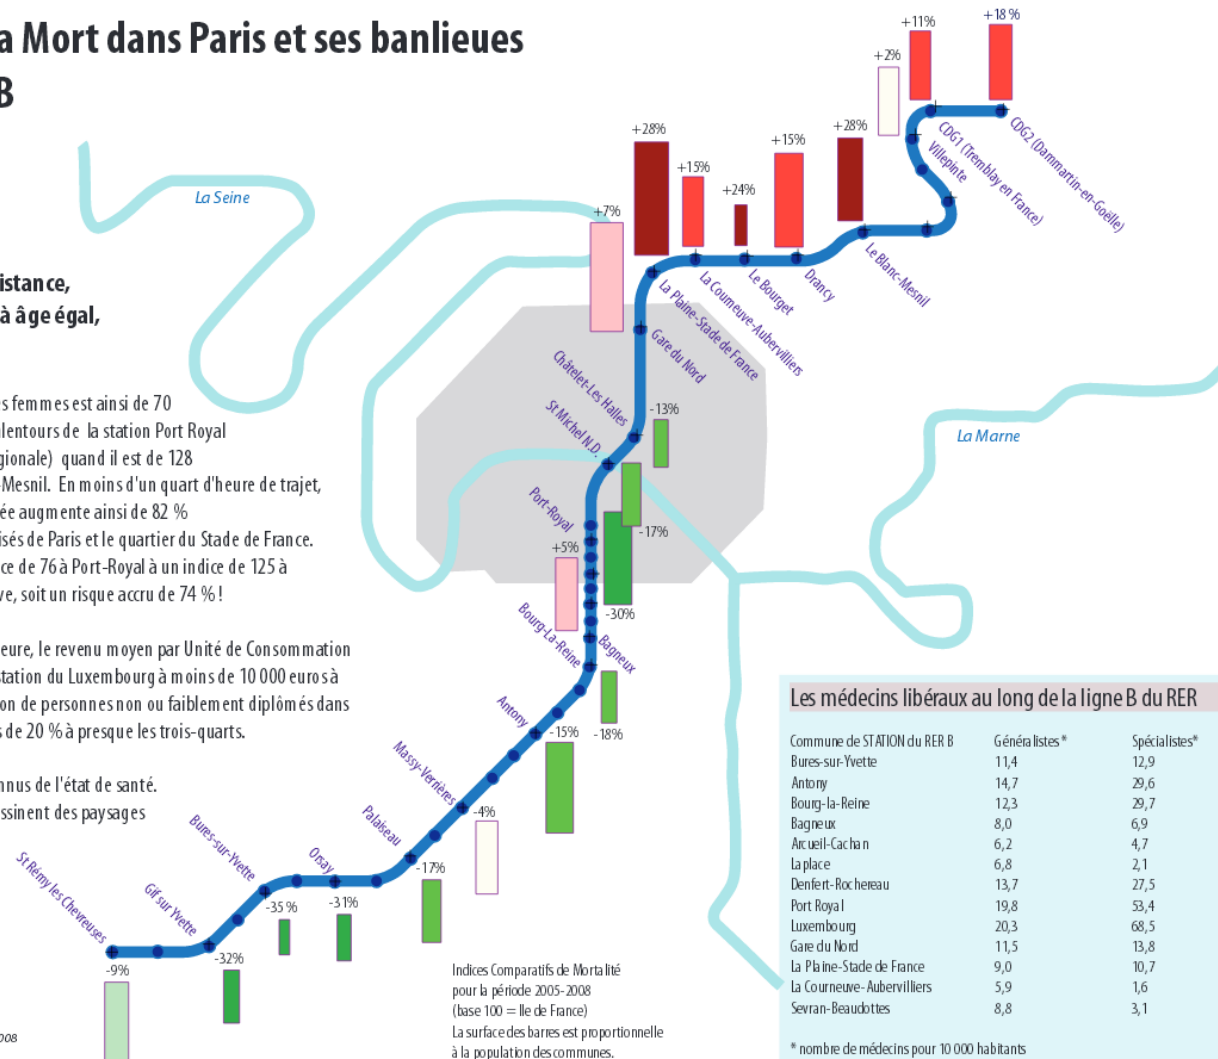 a Mort dans Paris et ses banlieues
B
La Seine
istance,
à âge égal,
es femmes est ainsi de 70
alentours de la station Port Royal
gionale) quand il est de 128
-Mesnil. En moins d'un quart d'heure de trajet,
ée augmente ainsi de 82 %
isés de Paris et le quartier du Stade de France.
ice de 76 à Port-Royal à un indice de 125 à
ve, soit un risque accru de 74 % !
eure, le revenu moyen par Unité de Consommation
station du Luxembourg à moins de 10 000 euros à
on de personnes non ou faiblement diplômés dans
s de 20 % à presque les trois-quarts.
nnus de l'état de santé.
ssinent des paysages
008
+18 %
+11%
+2%
+28%
+15%
+24%
+15%
+28%
+7%
CDG2 (Dammartin-en-Goëlle)
CDG1 (Tremblay en France)
Villepinte
Le Blanc-Mesnil
Drancy
Le Bourget
La Courneuve-Aubervilliers
La Plaine-Stade de France
Gare du Nord
Châtelet-Les Halles
St Michel N.D.
Port-Royal
-13%
-17%
-30%
+5%
La Marne
Bourg-La-Reine
Bagneux
-18%
Antony
-15%
Massy-Verrières
-4%
Palaiseau
-17%
Orsay
-31%
Bures-sur-Yvette
-35 %
Gif sur Yvette
-32%
St Rémy les Chevreuses
-9%
Indices Comparatifs de Mortalité
pour la période 2005-2008
(base 100 = Ile de France)
La surface des barres est proportionnelle
à la population des communes.
Les médecins libéraux au long de la ligne B du RER
Commune de STATION du RER B Généralistes* Spécialistes*
Bures-sur-Yvette 11,4 12,9
Antony 14,7 29,6
Bourg-la-Reine 12,3 29,7
Bagneux 8,0 6,9
Arcueil-Cachan 6,2 4,7
Laplace 6,8 2,1
Denfert-Rochereau 13,7 27,5
Port Royal 19,8 53,4
Luxembourg 20,3 68,5
Gare du Nord 11,5 13,8
La Plaine-Stade de France 9,0 10,7
La Courneuve- Aubervilliers 5,9 1,6
Sevran-Beaudottes 8,8 3,1
* nombre de médecins pour 10 000 habitants